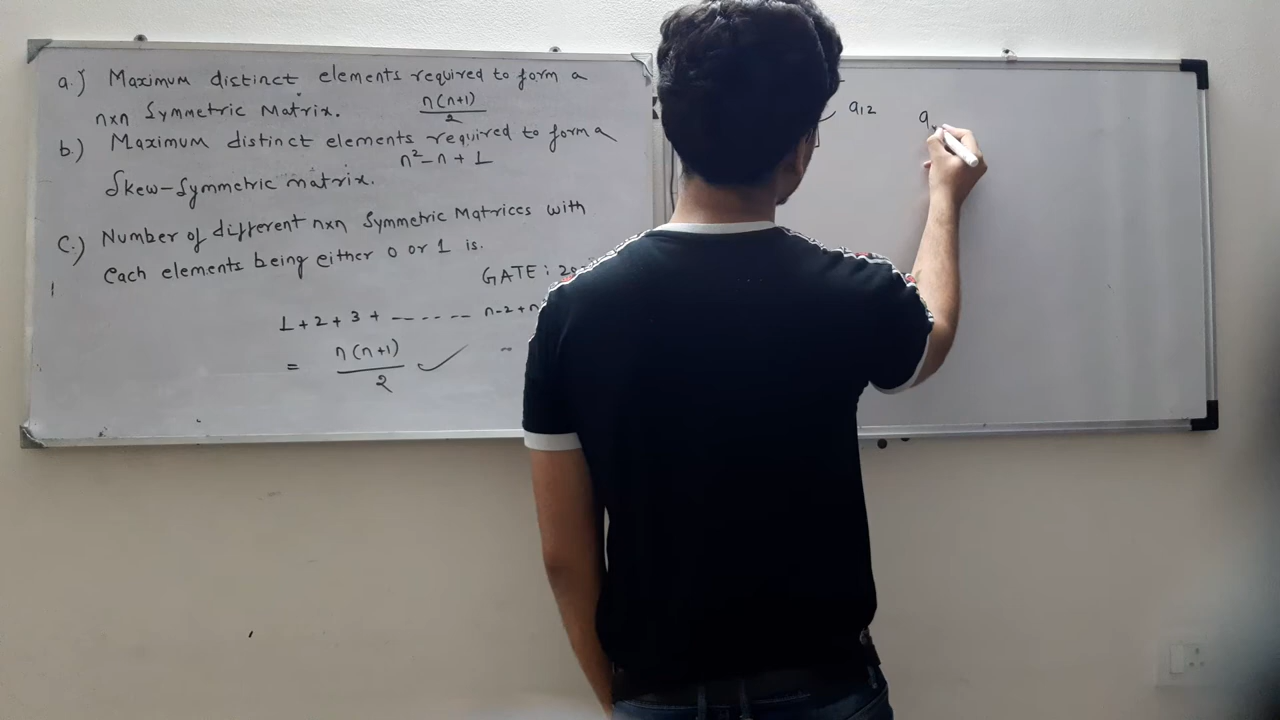 a.) Maximum distinct elements required to form a
nxn Symmetric Matrix. n(n+1)/2
b.) Maximum distinct elements required to form a
Skew-Symmetric matrix. n²-n+1
C.) Number of different nxn Symmetric Matrices with
each elements being either 0 or 1 is.
GATE: 
1+2+3+ ------ n-2+n
= n(n+1)/2 ✓
a₁₂ a